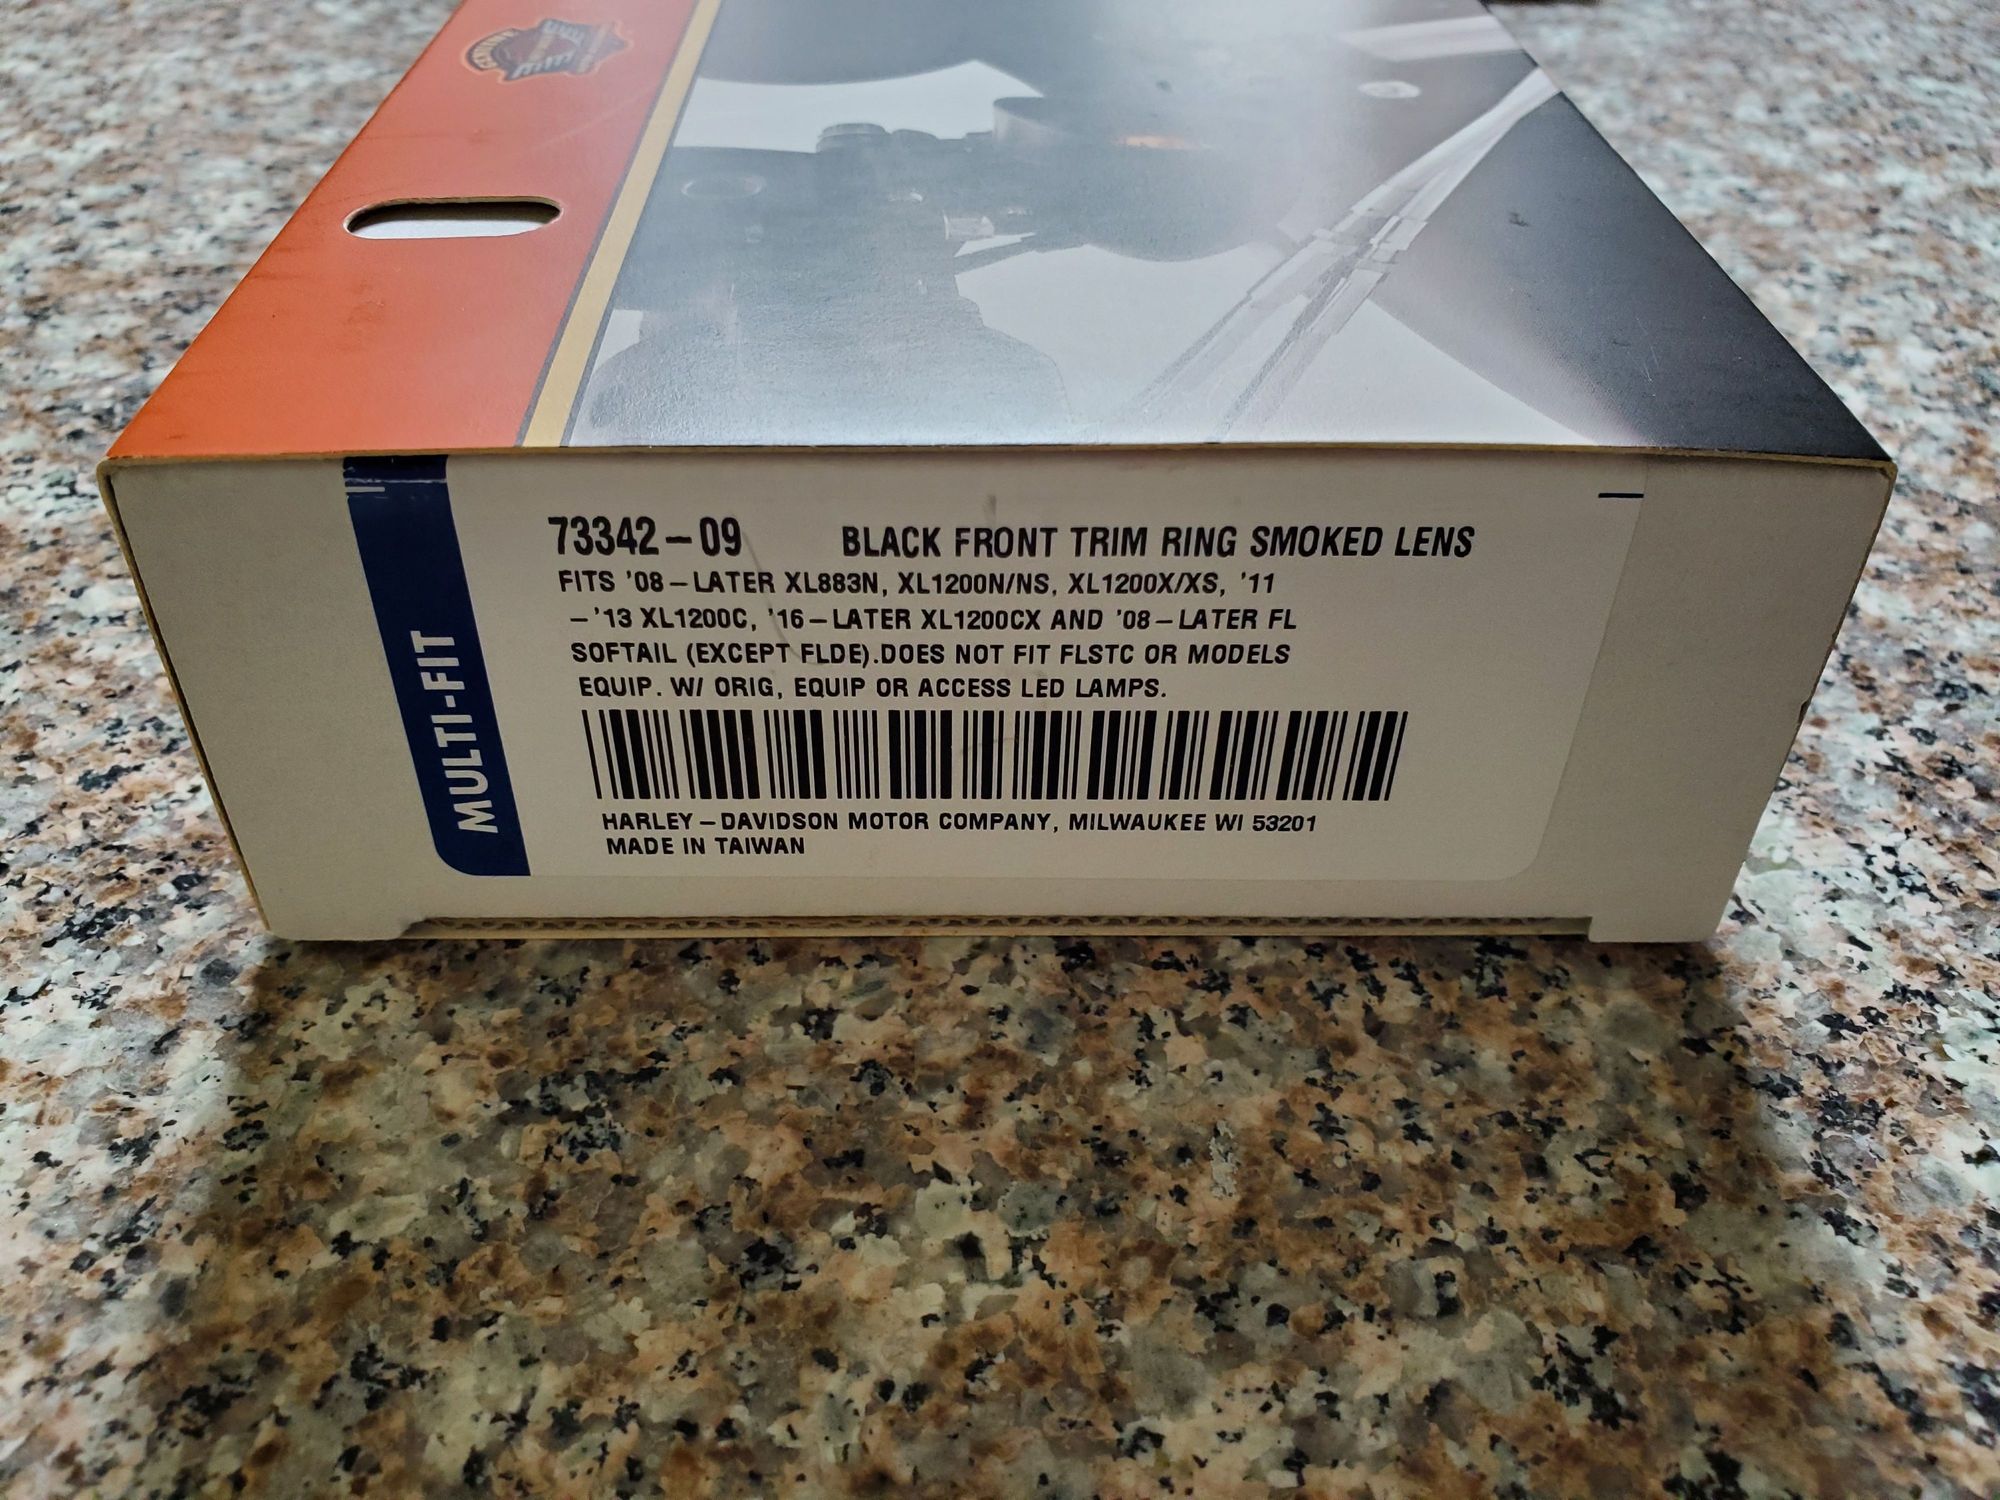 73342-09 BLACK FRONT TRIM RING SMOKED LENS
FITS '08-LATER XL883N, XL1200N/NS, XL1200X/XS, '11
-'13 XL1200C, '16-LATER XL1200CX AND '08-LATER FL
SOFTAIL (EXCEPT FLDE).DOES NOT FIT FLSTC OR MODELS
EQUIP. W/ ORIG, EQUIP OR ACCESS LED LAMPS.
HARLEY-DAVIDSON MOTOR COMPANY, MILWAUKEE WI 53201
MADE IN TAIWAN
MULTI-FIT